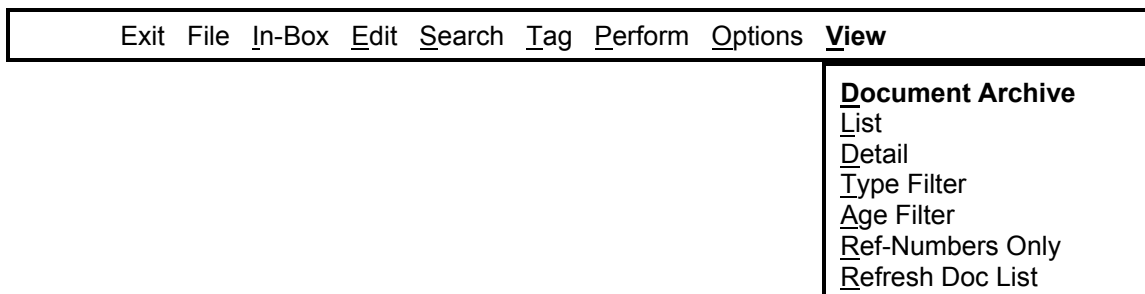 Exit File In-Box Edit Search Tag Perform Options View
Document Archive
List
Detail
Type Filter
Age Filter
Ref-Numbers Only
Refresh Doc List